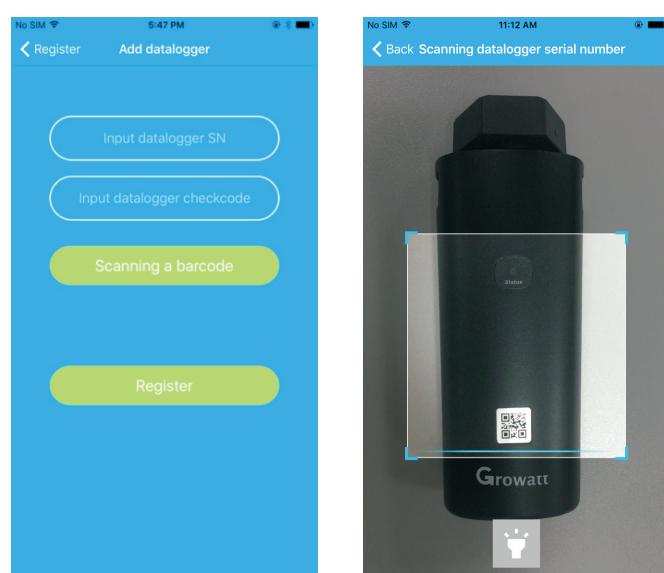 No SIM 5:47 PM
Register Add datalogger
Input datalogger SN
Input datalogger checkcode
Scanning a barcode
Register
No SIM 11:12 AM
Back Scanning datalogger serial number
Status
Growatt